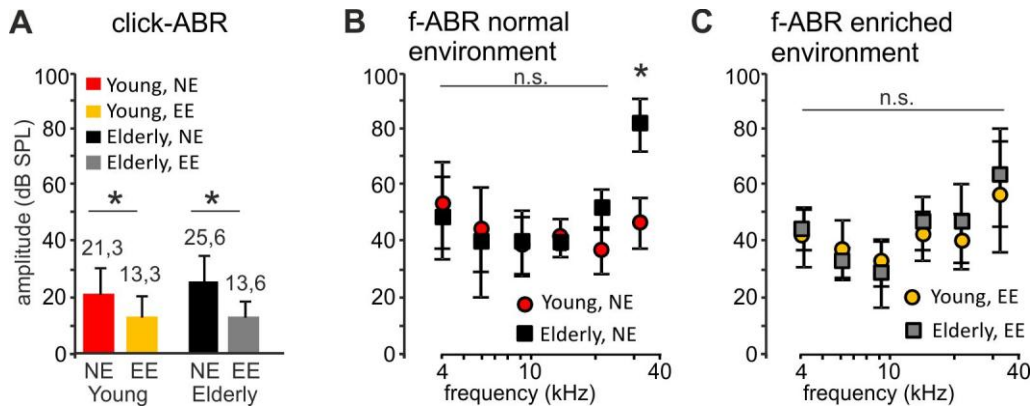 A
click-ABR
amplitude (dB SPL)
100
80
60
40
20
0
Young, NE
Young, EE
Elderly, NE
Elderly, EE
*
*
21,3
13,3
25,6
13,6
NE EE NE EE
Young Elderly
B
f-ABR normal
environment
100
80
60
40
20
0
n.s.
*
Young, NE
Elderly, NE
4 10 40
frequency (kHz)
C
f-ABR enriched
environment
100
80
60
40
20
0
n.s.
Young, EE
Elderly, EE
4 10 40
frequency (kHz)